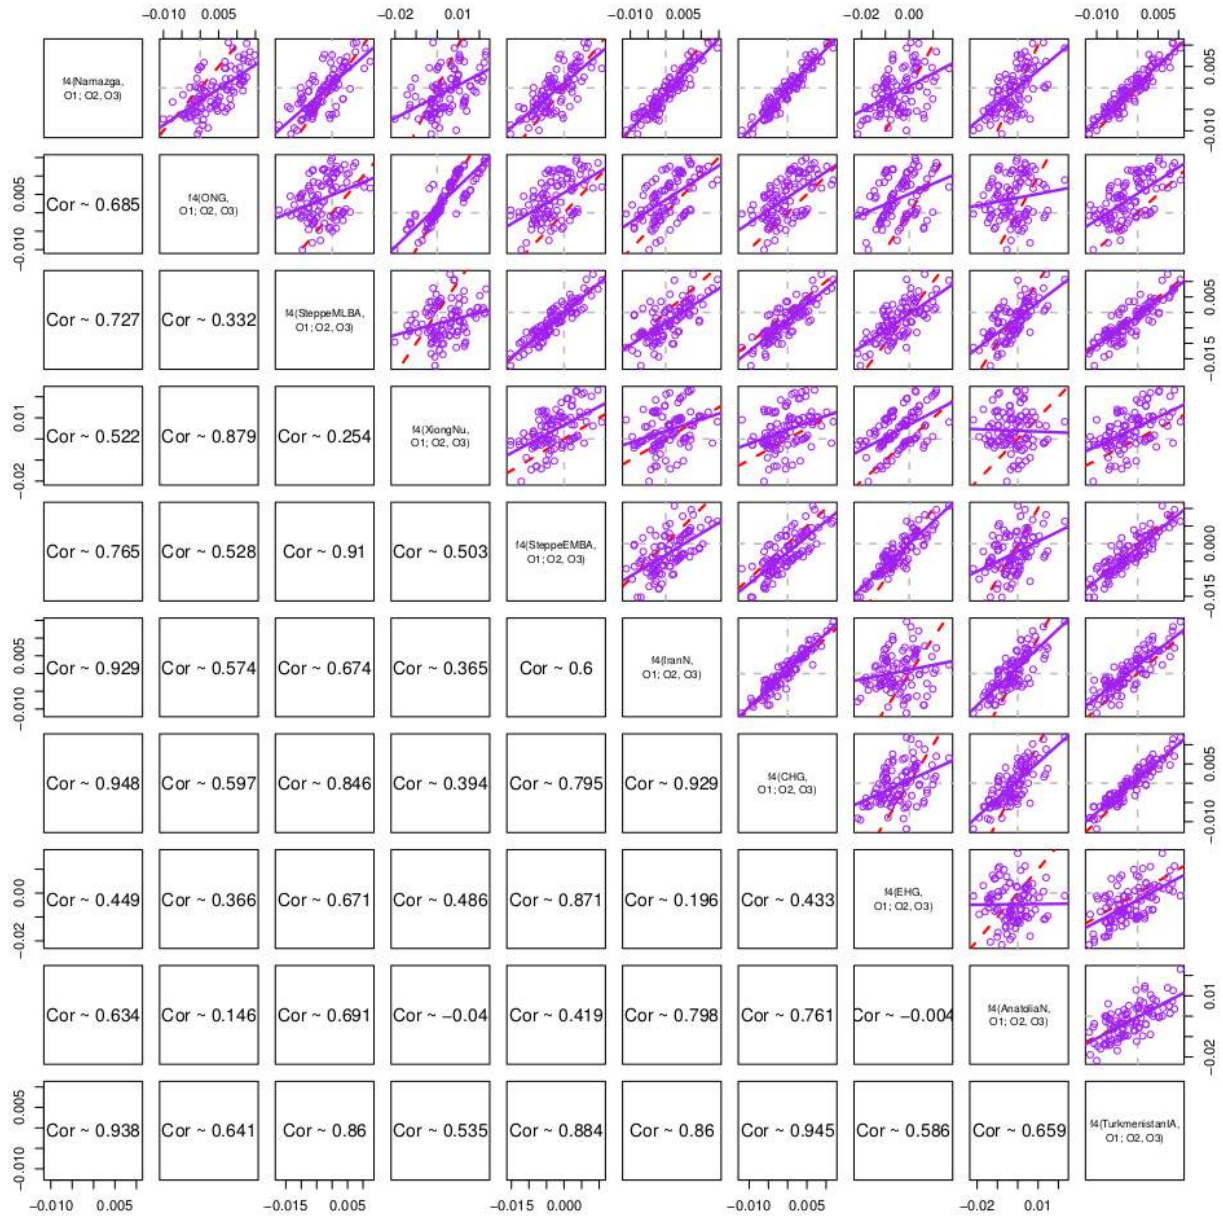 −0.010 0.005 −0.02 0.01 −0.010 0.005 −0.02 0.00 −0.010 0.005
f4(Namazga,
O1; O2, O3)
−0.010 0.005
Cor ~ 0.685
f4(ONG,
O1; O2, O3)
−0.010 0.005
Cor ~ 0.727 Cor ~ 0.332
f4(SteppeMLBA,
O1; O2, O3)
−0.015 0.005
Cor ~ 0.522 Cor ~ 0.879 Cor ~ 0.254
f4(XiongNu,
O1; O2, O3)
−0.02 0.01
Cor ~ 0.765 Cor ~ 0.528 Cor ~ 0.91 Cor ~ 0.503
f4(SteppeEMBA,
O1; O2, O3)
−0.015 0.000
Cor ~ 0.929 Cor ~ 0.574 Cor ~ 0.674 Cor ~ 0.365 Cor ~ 0.6
f4(IranN,
O1; O2, O3)
−0.010 0.005
Cor ~ 0.948 Cor ~ 0.597 Cor ~ 0.846 Cor ~ 0.394 Cor ~ 0.795 Cor ~ 0.929
f4(CHG,
O1; O2, O3)
−0.010 0.005
Cor ~ 0.449 Cor ~ 0.366 Cor ~ 0.671 Cor ~ 0.486 Cor ~ 0.871 Cor ~ 0.196 Cor ~ 0.433
f4(EHG,
O1; O2, O3)
−0.02 0.00
Cor ~ 0.634 Cor ~ 0.146 Cor ~ 0.691 Cor ~ −0.04 Cor ~ 0.419 Cor ~ 0.798 Cor ~ 0.761 Cor ~ −0.004
f4(AnatoliaN,
O1; O2, O3)
−0.02 0.01
Cor ~ 0.938 Cor ~ 0.641 Cor ~ 0.86 Cor ~ 0.535 Cor ~ 0.884 Cor ~ 0.86 Cor ~ 0.945 Cor ~ 0.586 Cor ~ 0.659
f4(TurkmenistanIA,
O1; O2, O3)
−0.010 0.005
−0.010 0.005 −0.015 0.005 −0.015 0.000 −0.010 0.005 −0.02 0.01